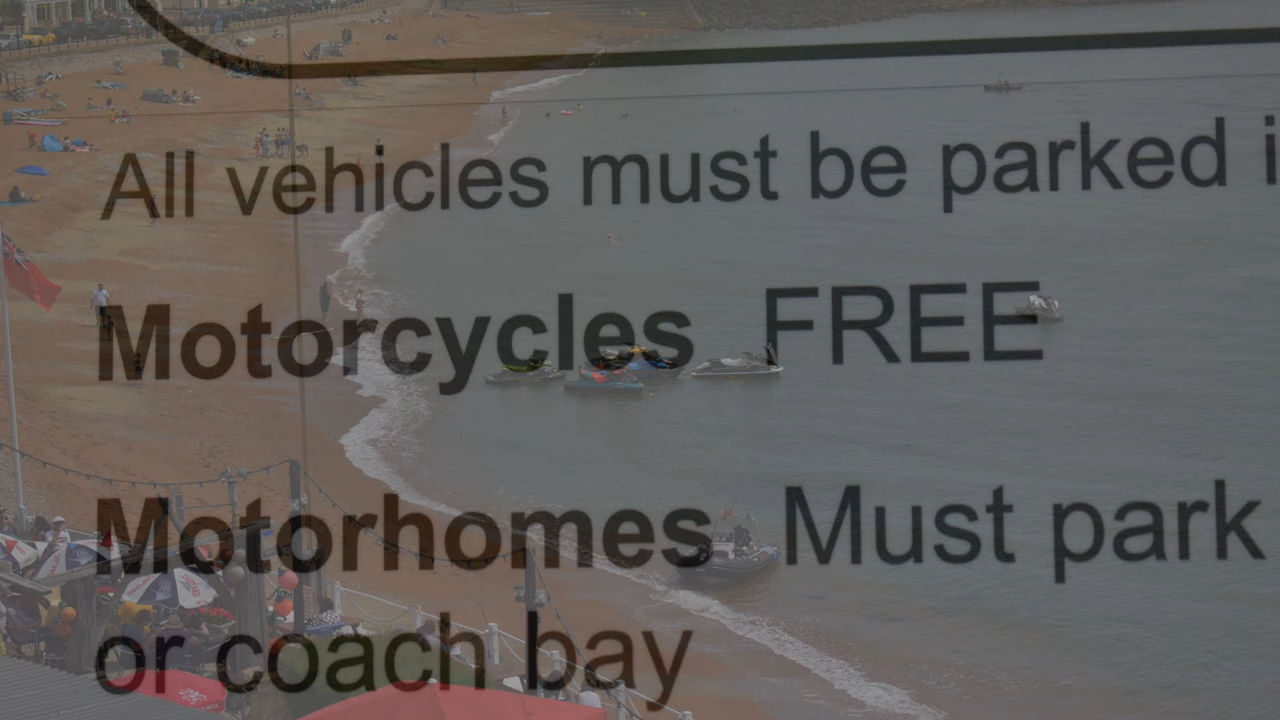 All vehicles must be parked i
Motorcycles FREE
Motorhomes Must park
or coach bay